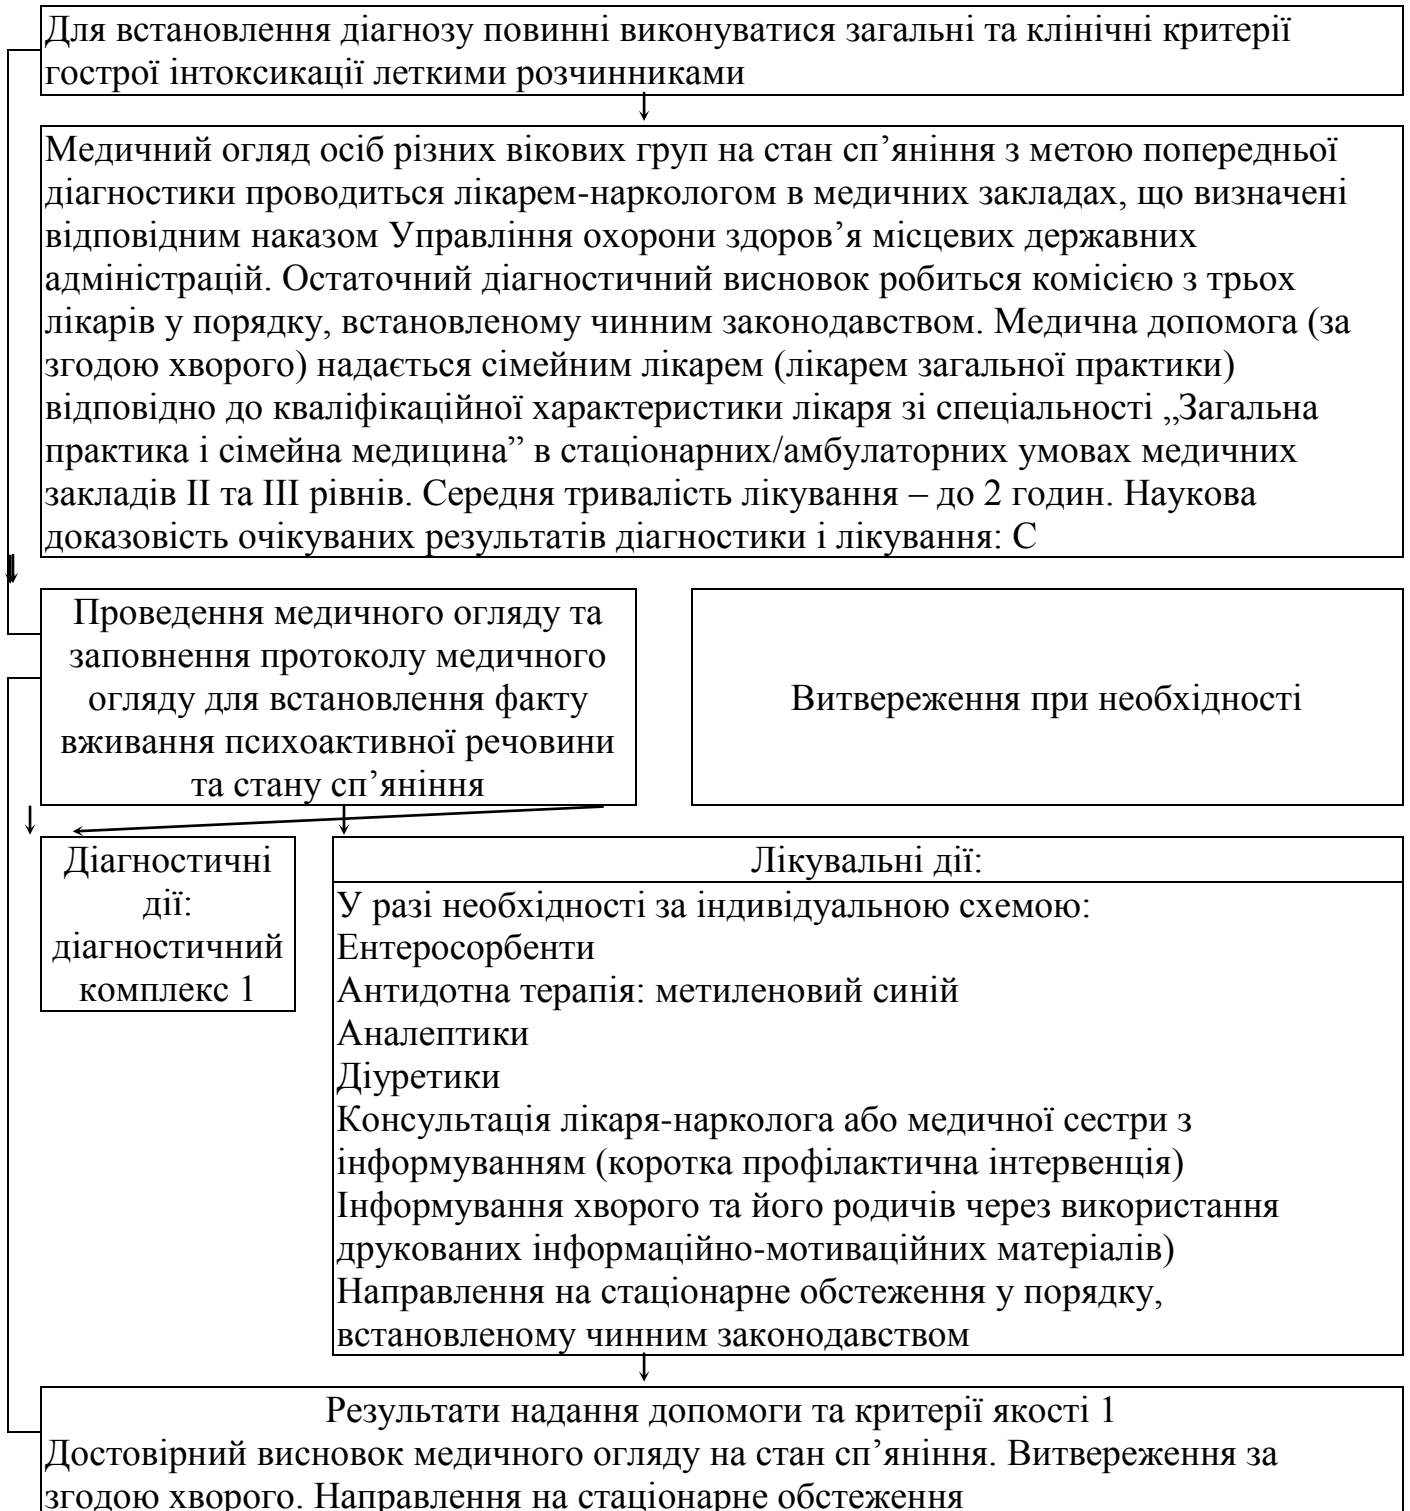 Для встановлення діагнозу повинні виконуватися загальні та клінічні критерії
гострої інтоксикації леткими розчинниками
Медичний огляд осіб різних вікових груп на стан сп’яніння з метою попередньої
діагностики проводиться лікарем-наркологом в медичних закладах, що визначені
відповідним наказом Управління охорони здоров’я місцевих державних
адміністрацій. Остаточний діагностичний висновок робиться комісією з трьох
лікарів у порядку, встановленому чинним законодавством. Медична допомога (за
згодою хворого) надається сімейним лікарем (лікарем загальної практики)
відповідно до кваліфікаційної характеристики лікаря зі спеціальності „Загальна
практика і сімейна медицина” в стаціонарних/амбулаторних умовах медичних
закладів ІІ та ІІІ рівнів. Середня тривалість лікування – до 2 годин. Наукова
доказовість очікуваних результатів діагностики і лікування: С
Проведення медичного огляду та
заповнення протоколу медичного
огляду для встановлення факту
вживання психоактивної речовини
та стану сп’яніння
Витвереження при необхідності
Діагностичні
дії:
діагностичний
комплекс 1
Лікувальні дії:
У разі необхідності за індивідуальною схемою:
Ентеросорбенти
Антидотна терапія: метиленовий синій
Аналептики
Діуретики
Консультація лікаря-нарколога або медичної сестри з
інформуванням (коротка профілактична інтервенція)
Інформування хворого та його родичів через використання
друкованих інформаційно-мотиваційних матеріалів)
Направлення на стаціонарне обстеження у порядку,
встановленому чинним законодавством
Результати надання допомоги та критерії якості 1
Достовірний висновок медичного огляду на стан сп’яніння. Витвереження за
згодою хворого. Направлення на стаціонарне обстеження